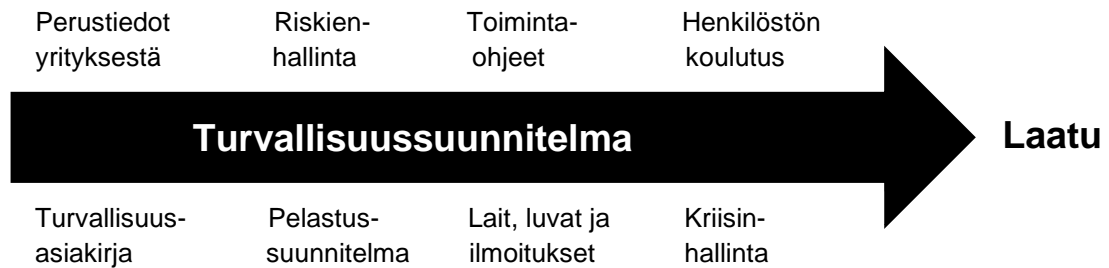 Perustiedot yrityksestä
Riskien-
hallinta
Toiminta-
ohjeet
Henkilöstön
koulutus
Turvallisuussuunnitelma
Laatu
Turvallisuus-
asiakirja
Pelastus-
suunnitelma
Lait, luvat ja
ilmoitukset
Kriisin-
hallinta